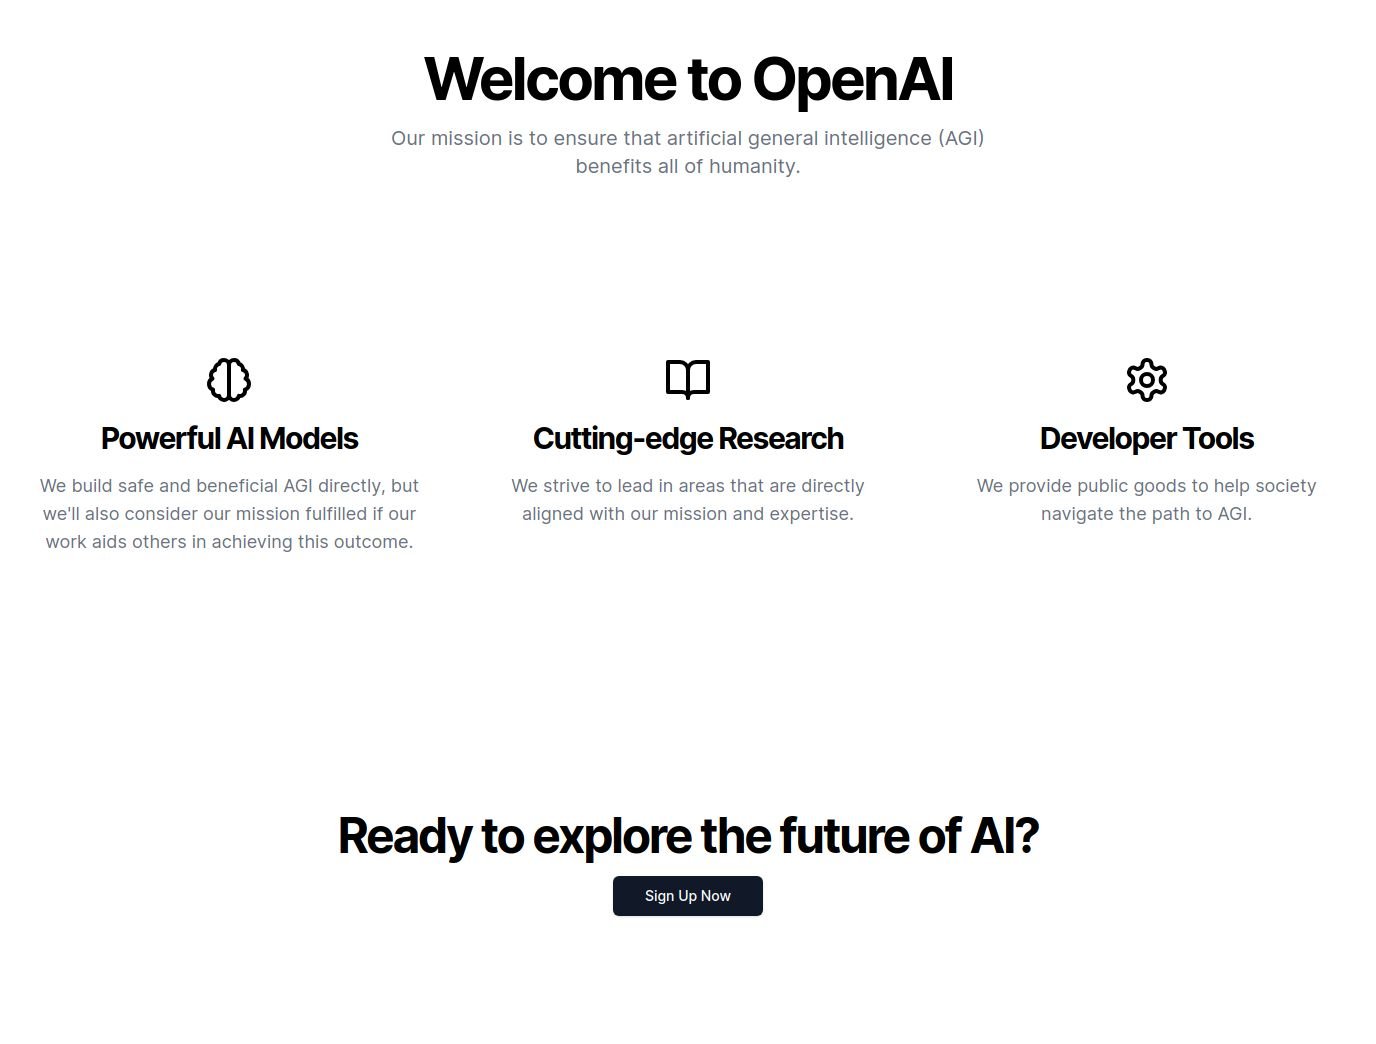 Welcome to OpenAI
Our mission is to ensure that artificial general intelligence (AGI)
benefits all of humanity.
Powerful AI Models
We build safe and beneficial AGI directly, but
we'll also consider our mission fulfilled if our
work aids others in achieving this outcome.
Cutting-edge Research
We strive to lead in areas that are directly
aligned with our mission and expertise.
Developer Tools
We provide public goods to help society
navigate the path to AGI.
Ready to explore the future of AI?
Sign Up Now